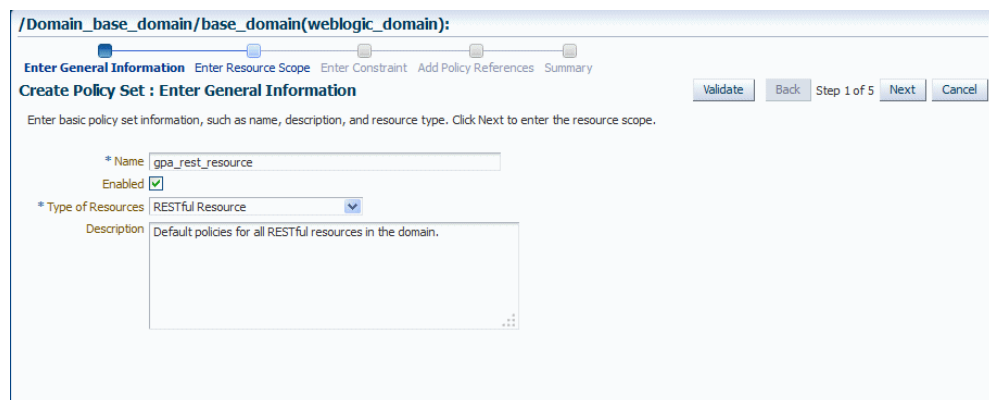 /Domain_base_domain/base_domain(weblogic_domain):
Enter General Information Enter Resource Scope Enter Constraint Add Policy References Summary
Create Policy Set : Enter General Information Validate Back Step 1 of 5 Next Cancel
Enter basic policy set information, such as name, description, and resource type. Click Next to enter the resource scope.
* Name gpa_rest_resource
Enabled
* Type of Resources RESTful Resource
Description Default policies for all RESTful resources in the domain.